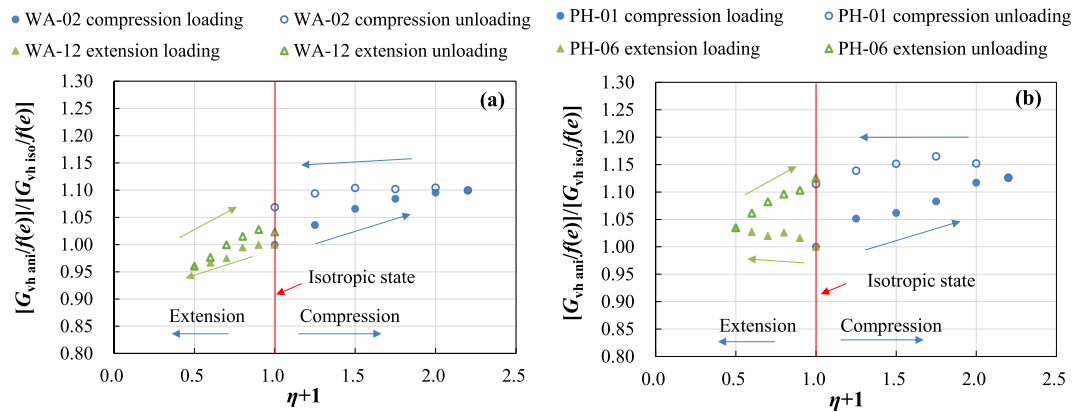 WA-02 compression loading WA-02 compression unloading
WA-12 extension loading WA-12 extension unloading
[G_vh ani/f(e)]/[G_vh iso/f(e)]
1.30
1.25
1.20
1.15
1.10
1.05
1.00
0.95
0.90
0.85
0.80
(a)
Isotropic state
Extension Compression
0.0 0.5 1.0 1.5 2.0 2.5
η+1
PH-01 compression loading PH-01 compression unloading
PH-06 extension loading PH-06 extension unloading
[G_vh ani/f(e)]/[G_vh iso/f(e)]
1.30
1.25
1.20
1.15
1.10
1.05
1.00
0.95
0.90
0.85
0.80
(b)
Isotropic state
Extension Compression
0.0 0.5 1.0 1.5 2.0 2.5
η+1